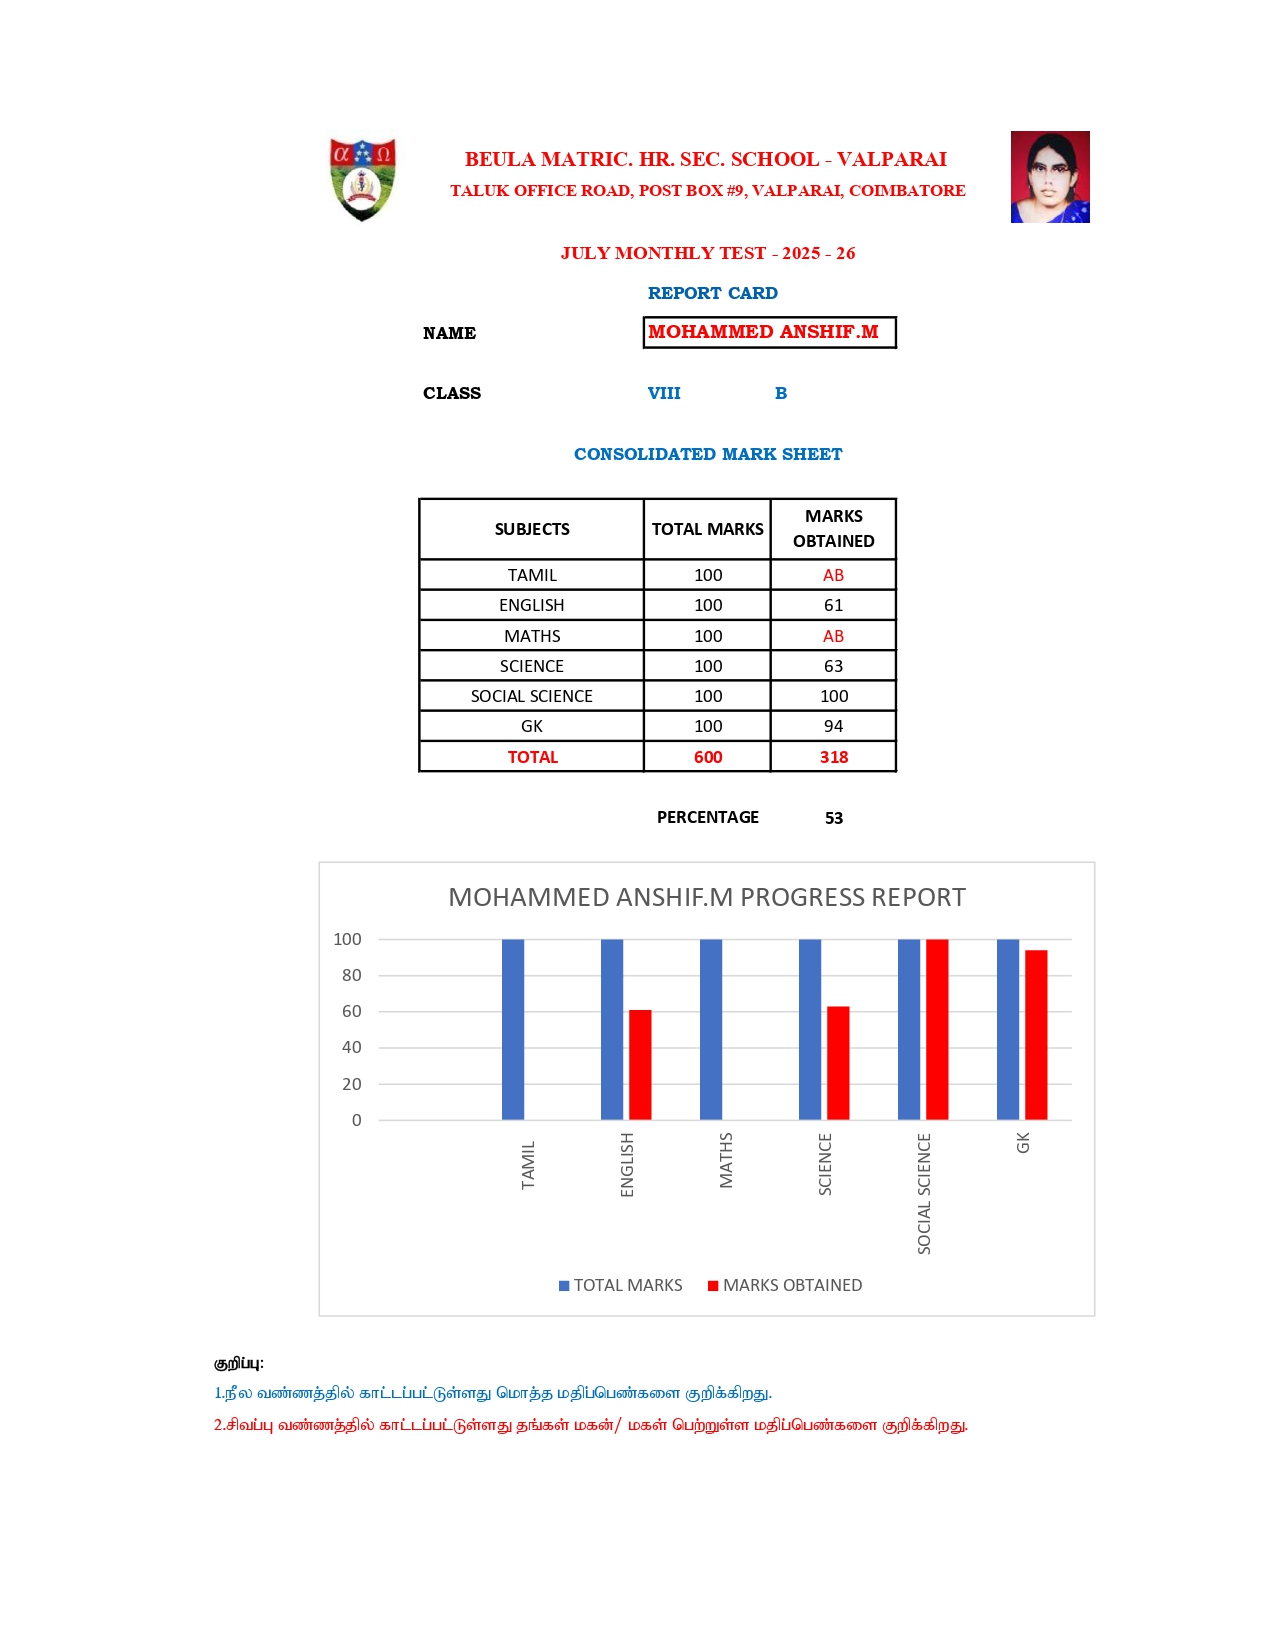 α Ω
BEULA MATRIC. HR. SEC. SCHOOL - VALPARAI
TALUK OFFICE ROAD, POST BOX #9, VALPARAI, COIMBATORE
JULY MONTHLY TEST - 2025 - 26
REPORT CARD
NAME MOHAMMED ANSHIF.M
CLASS VIII B
CONSOLIDATED MARK SHEET
SUBJECTS TOTAL MARKS MARKS OBTAINED
TAMIL 100 AB
ENGLISH 100 61
MATHS 100 AB
SCIENCE 100 63
SOCIAL SCIENCE 100 100
GK 100 94
TOTAL 600 318
PERCENTAGE 53
MOHAMMED ANSHIF.M PROGRESS REPORT
100
80
60
40
20
0
TAMIL
ENGLISH
MATHS
SCIENCE
SOCIAL SCIENCE
GK
TOTAL MARKS MARKS OBTAINED
குறிப்பு:
1.நீல வண்ணத்தில் காட்டப்பட்டுள்ளது மொத்த மதிப்பெண்களை குறிக்கிறது.
2.சிவப்பு வண்ணத்தில் காட்டப்பட்டுள்ளது தங்கள் மகன்/ மகள் பெற்றுள்ள மதிப்பெண்களை குறிக்கிறது.